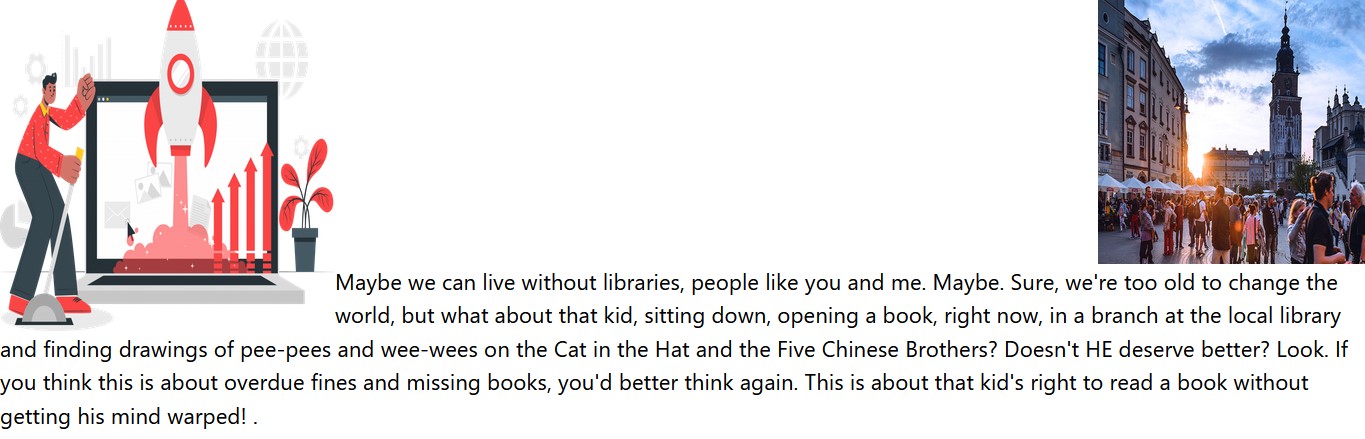 Maybe we can live without libraries, people like you and me. Maybe. Sure, we're too old to change the
world, but what about that kid, sitting down, opening a book, right now, in a branch at the local library
and finding drawings of pee-pees and wee-wees on the Cat in the Hat and the Five Chinese Brothers? Doesn't HE deserve better? Look. If
you think this is about overdue fines and missing books, you'd better think again. This is about that kid's right to read a book without
getting his mind warped! .